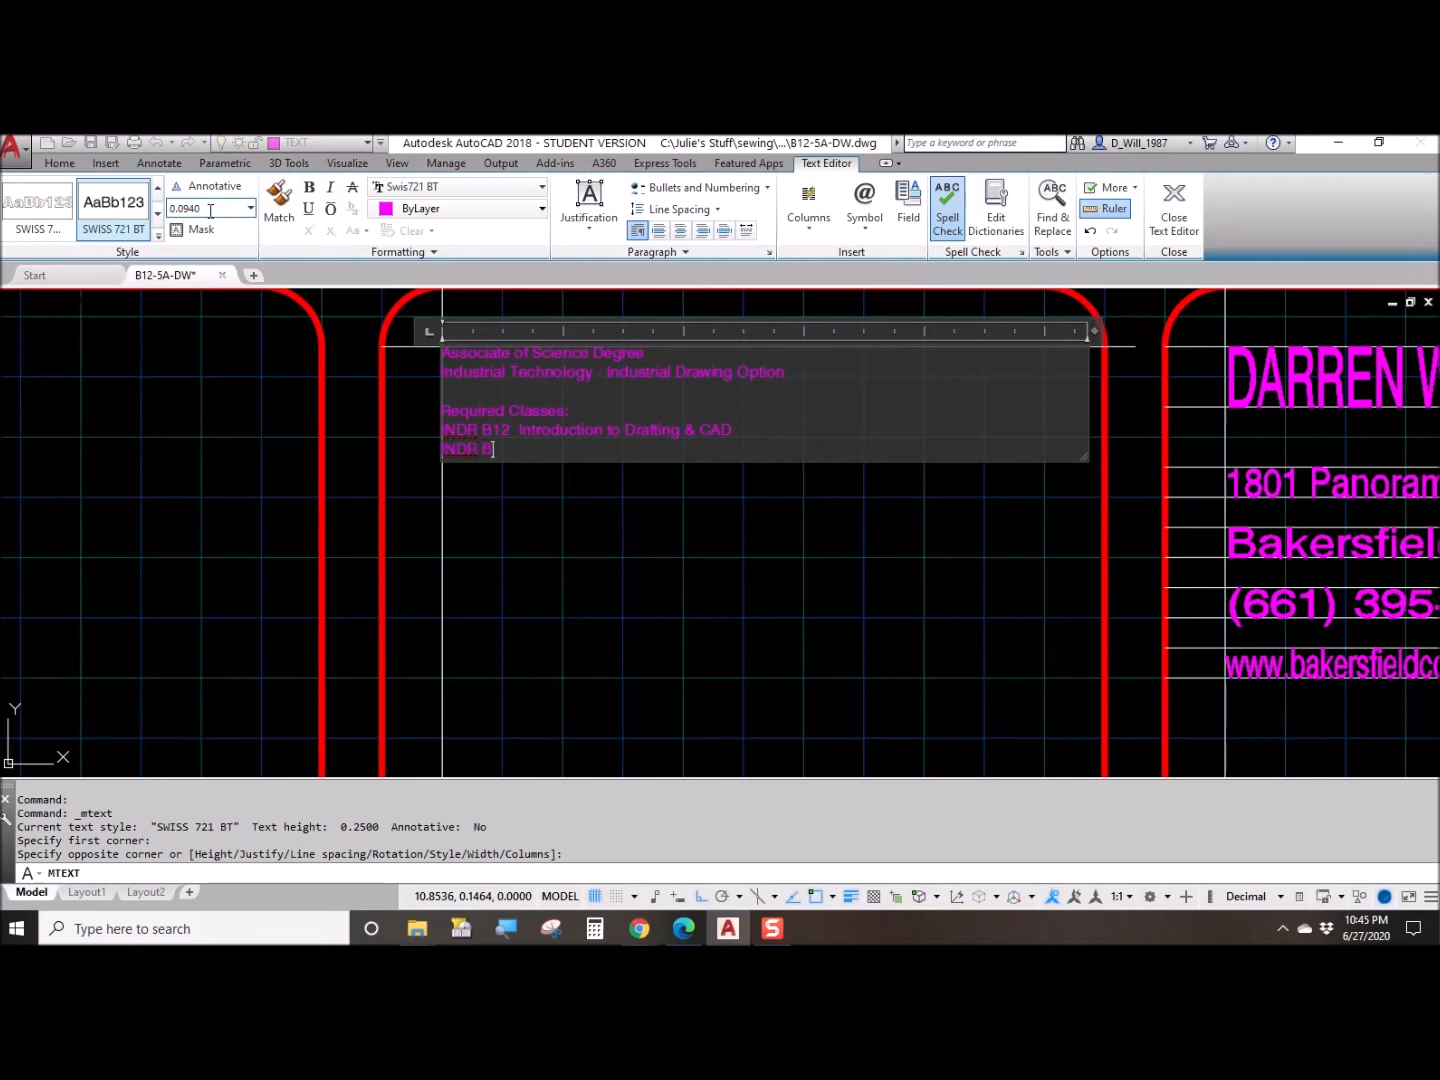 TEXT
Autodesk AutoCAD 2018 - STUDENT VERSION C:\Julie's Stuff\sewing\...\B12-5A-DW.dwg
Type a keyword or phrase
D_Will_1987
Home Insert Annotate Parametric 3D Tools Visualize View Manage Output Add-ins A360 Express Tools Featured Apps Text Editor
AaBb123
SWISS 7...
AaBb123
SWISS 721 BT
Annotative
0.0940
Mask
Style
Match
B I A
U O
Aa
Clear
Swis721 BT
ByLayer
Formatting
A
Justification
Bullets and Numbering
Line Spacing
Paragraph
Columns
@
Symbol
Field
Insert
ABC
Spell
Check
Edit
Dictionaries
Spell Check
ABC
Find &
Replace
Tools
More
Ruler
Options
Close
Text Editor
Close
Start B12-5A-DW*
Associate of Science Degree
Industrial Technology - Industrial Drawing Option
Required Classes:
INDR B12 Introduction to Drafting & CAD
INDR B
DARREN W
1801 Panoram
Bakersfiel
(661) 395-
www.bakersfieldco
Y
X
Command:
Command: _mtext
Current text style: "SWISS 721 BT" Text height: 0.2500 Annotative: No
Specify first corner:
Specify opposite corner or [Height/Justify/Line spacing/Rotation/Style/Width/Columns]:
A- MTEXT
Model Layout1 Layout2 +
10.8536, 0.1464, 0.0000 MODEL
1:1
Decimal
Type here to search
10:45 PM
6/27/2020